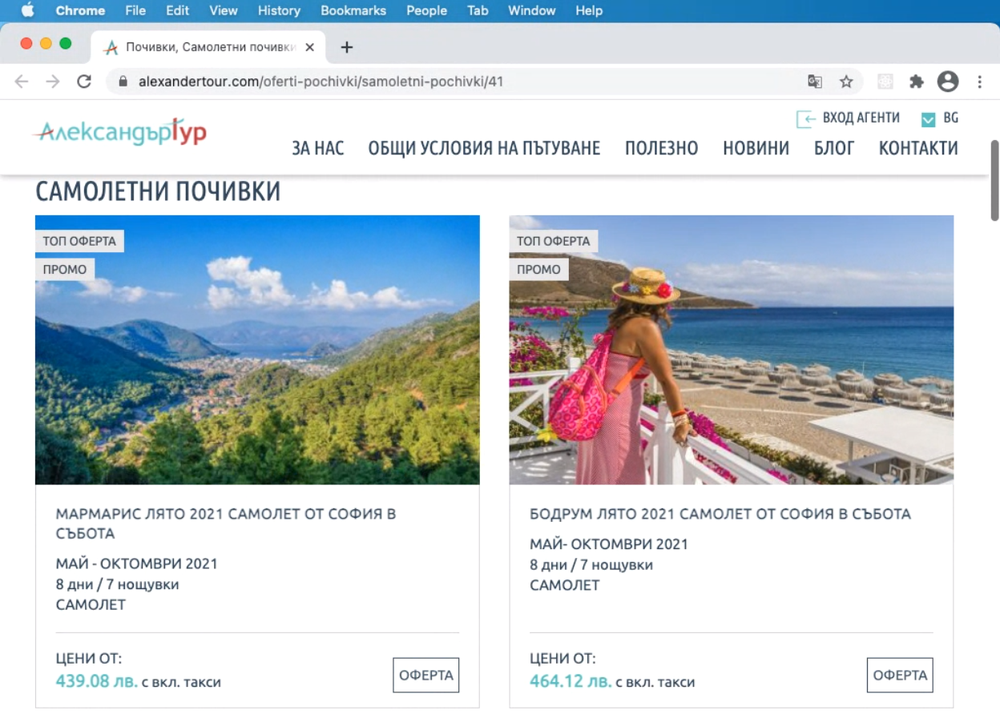 Chrome File Edit View History Bookmarks People Tab Window Help
Почивки, Самолетни почивки
alexandertour.com/oferti-pochivki/samoletni-pochivki/41
АлександърТур
ВХОД АГЕНТИ BG
ЗА НАС ОБЩИ УСЛОВИЯ НА ПЪТУВАНЕ ПОЛЕЗНО НОВИНИ БЛОГ КОНТАКТИ
САМОЛЕТНИ ПОЧИВКИ
ТОП ОФЕРТА
ПРОМО
МАРМАРИС ЛЯТО 2021 САМОЛЕТ ОТ СОФИЯ В
СЪБОТА
МАЙ - ОКТОМВРИ 2021
8 дни / 7 нощувки
САМОЛЕТ
ЦЕНИ ОТ:
439.08 лв. с вкл. такси
ОФЕРТА
ТОП ОФЕРТА
ПРОМО
БОДРУМ ЛЯТО 2021 САМОЛЕТ ОТ СОФИЯ В СЪБОТА
МАЙ- ОКТОМВРИ 2021
8 дни / 7 нощувки
САМОЛЕТ
ЦЕНИ ОТ:
464.12 лв. с вкл. такси
ОФЕРТА